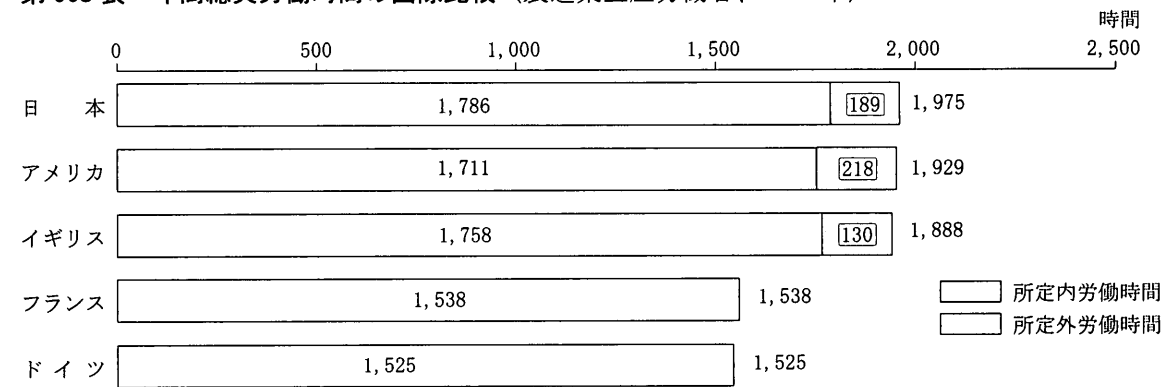 時間
0 500 1,000 1,500 2,000 2,500
日 本 1,786 189 1,975
アメリカ 1,711 218 1,929
イギリス 1,758 130 1,888
フランス 1,538 1,538
所定内労働時間
所定外労働時間
ドイツ 1,525 1,525